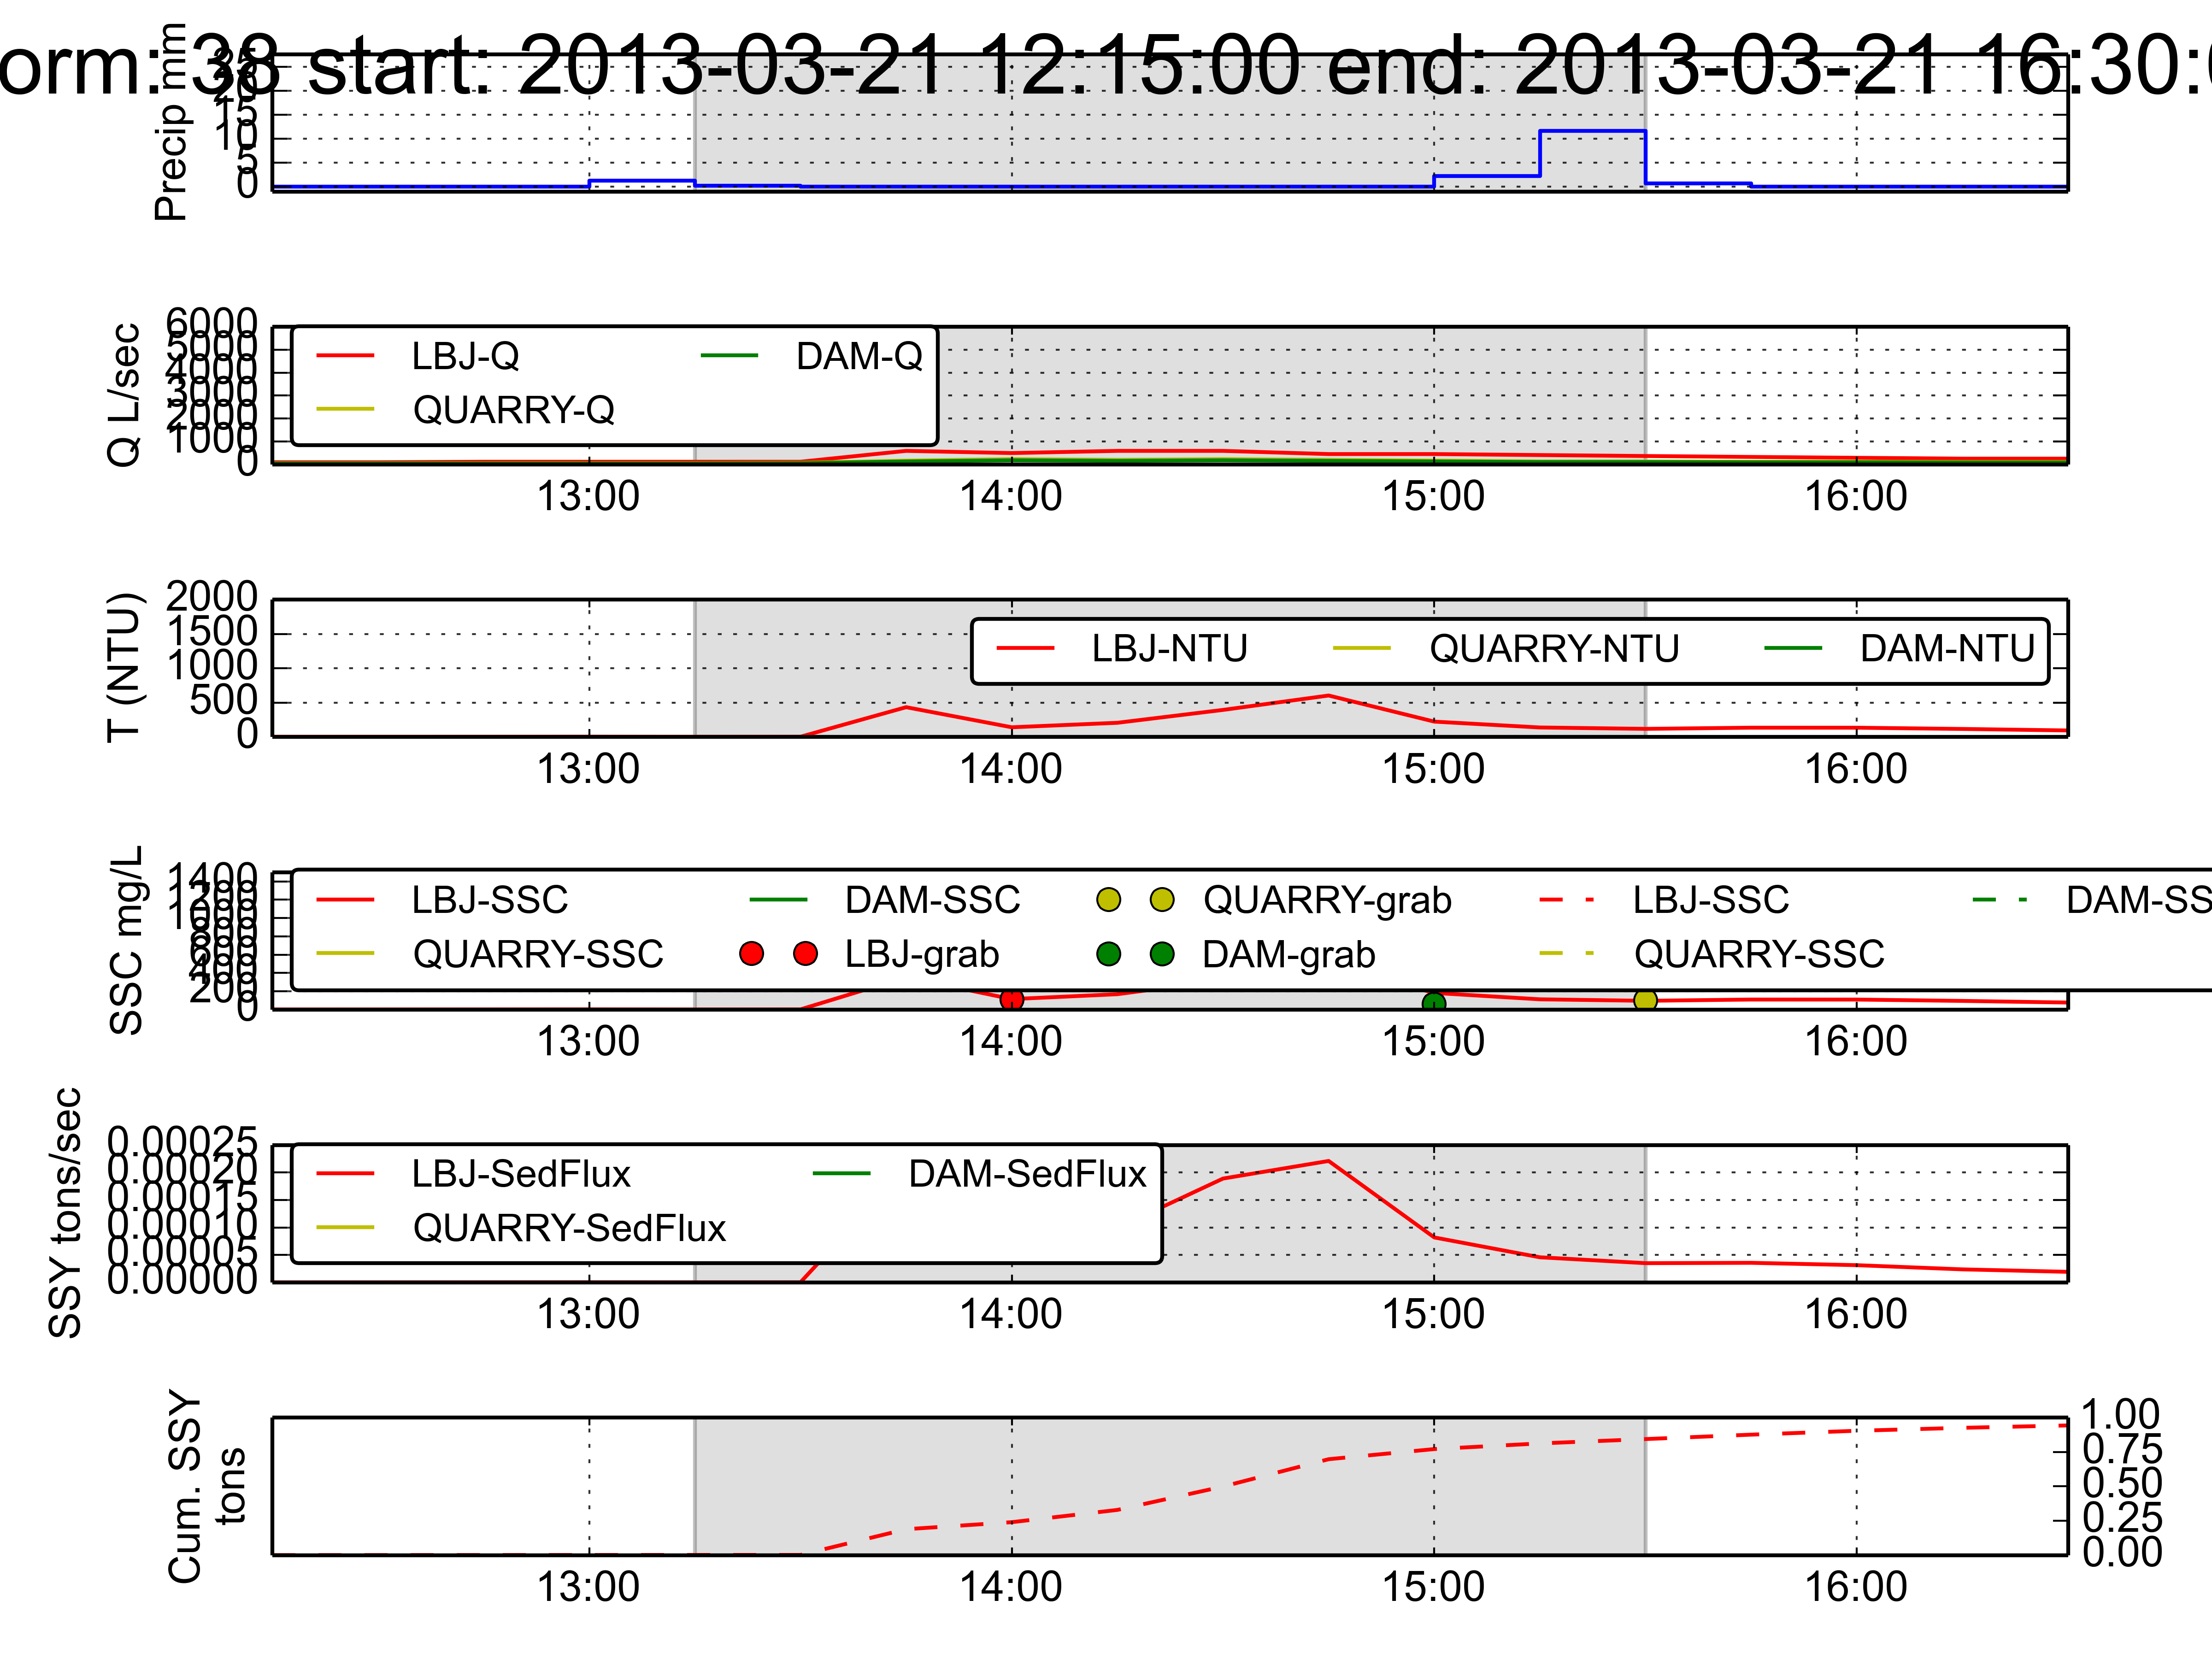 orm: 38 start: 2013-03-21 12:15:00 end: 2013-03-21 16:30:0
Precip mm
25
20
15
10
5
0
Q L/sec
6000
5000
4000
3000
2000
1000
0
LBJ-Q DAM-Q
QUARRY-Q
13:00 14:00 15:00 16:00
T (NTU)
2000
1500
1000
500
0
LBJ-NTU QUARRY-NTU DAM-NTU
13:00 14:00 15:00 16:00
SSC mg/L
1400
1200
1000
800
600
400
200
0
LBJ-SSC DAM-SSC QUARRY-grab LBJ-SSC DAM-SS
QUARRY-SSC LBJ-grab DAM-grab QUARRY-SSC
13:00 14:00 15:00 16:00
SSY tons/sec
0.00025
0.00020
0.00015
0.00010
0.00005
0.00000
LBJ-SedFlux DAM-SedFlux
QUARRY-SedFlux
13:00 14:00 15:00 16:00
Cum. SSY
tons
1.00
0.75
0.50
0.25
0.00
13:00 14:00 15:00 16:00